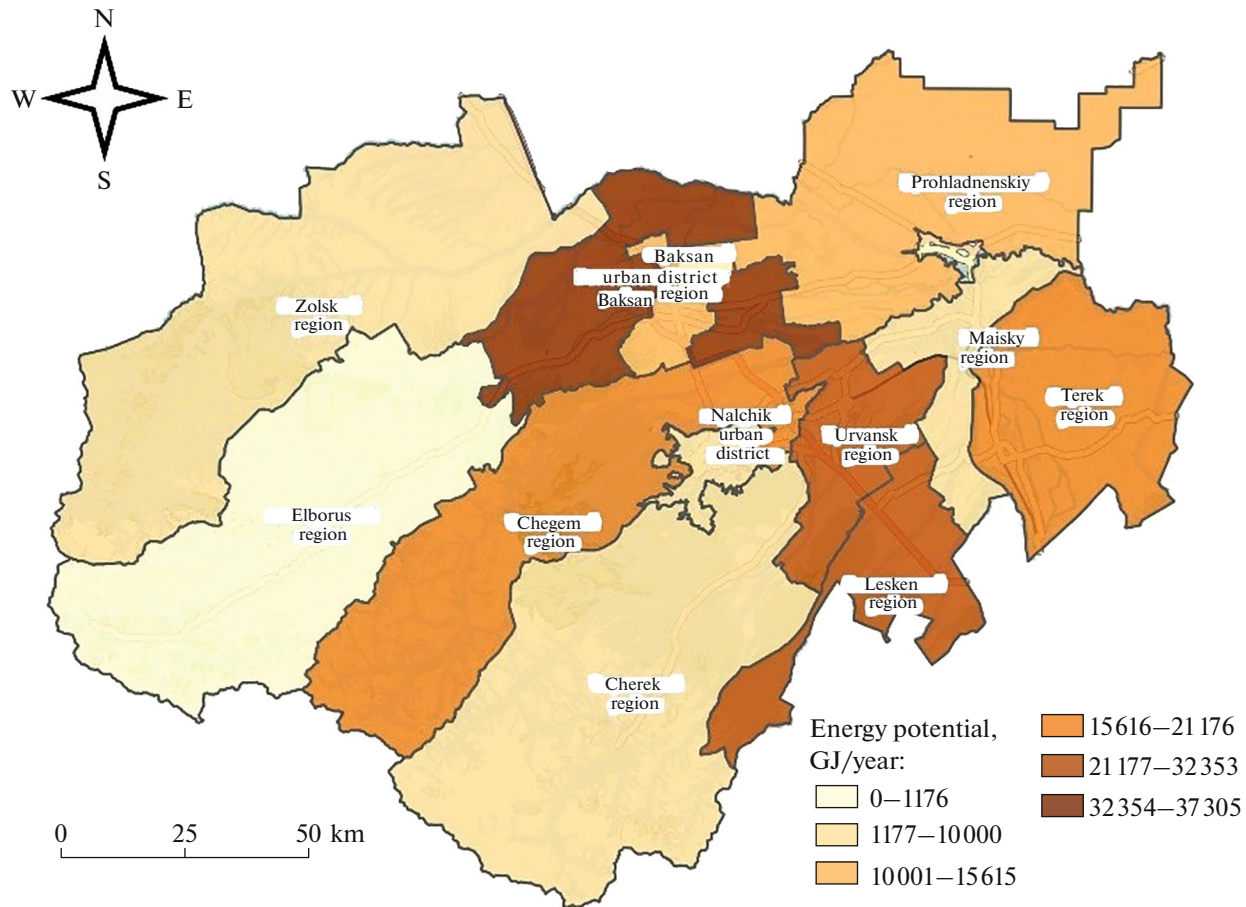 N
W
E
S
Prohladnenskiy
region
Baksan
urban district
region
Baksan
Zolsk
region
Maisky
region
Terek
region
Nalchik
urban
district
Urvansk
region
Elborus
region
Chegem
region
Lesken
region
Cherek
region
Energy potential,
GJ/year:
0–1176
1177–10000
10001–15615
15616–21176
21177–32353
32354–37305
0
25
50 km